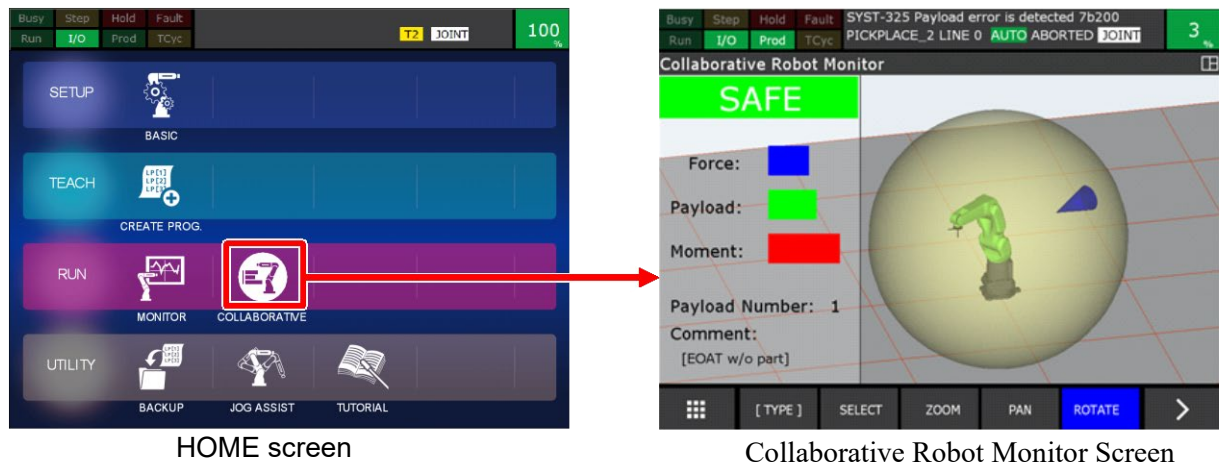 Busy Step Hold Fault
Run I/O Prod TCyc T2 JOINT 100 %
SETUP
BASIC
TEACH
LP[1]
LP[2]
LP[3]
CREATE PROG.
RUN
MONITOR COLLABORATIVE
UTILITY
BACKUP JOG ASSIST TUTORIAL
HOME screen
Busy Step Hold Fault SYST-325 Payload error is detected 7b200
Run I/O Prod TCyc PICKPLACE_2 LINE 0 AUTO ABORTED JOINT 3 %
Collaborative Robot Monitor
SAFE
Force:
Payload:
Moment:
Payload Number: 1
Comment:
[EOAT w/o part]
[ TYPE ] SELECT ZOOM PAN ROTATE >
Collaborative Robot Monitor Screen